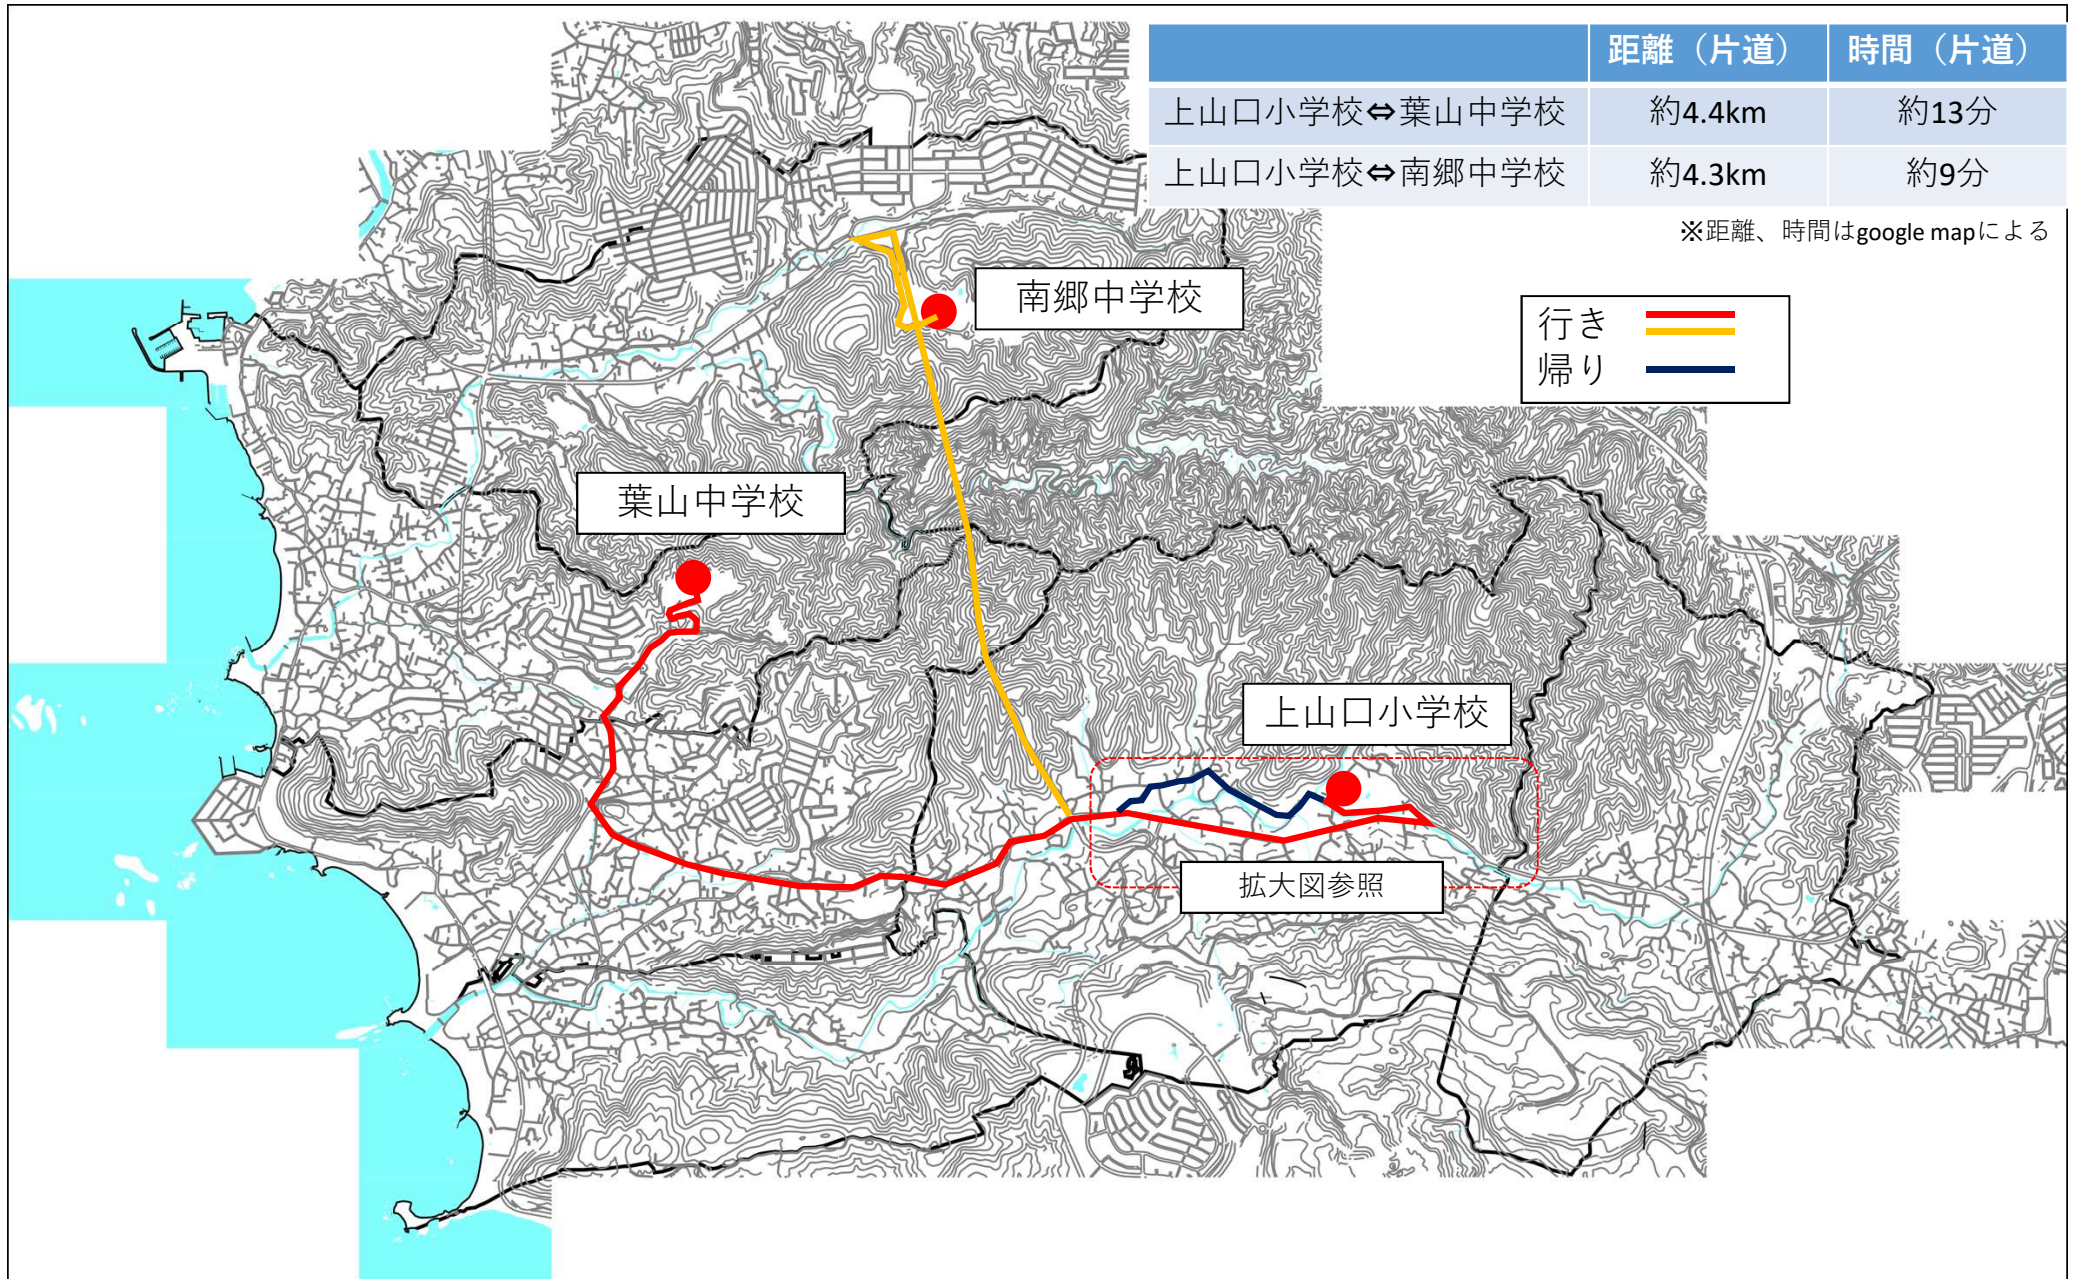 距離（片道） 時間（片道）
上山口小学校⇔葉山中学校 約4.4km 約13分
上山口小学校⇔南郷中学校 約4.3km 約9分
※距離、時間はgoogle mapによる
南郷中学校
行き
帰り
葉山中学校
上山口小学校
拡大図参照